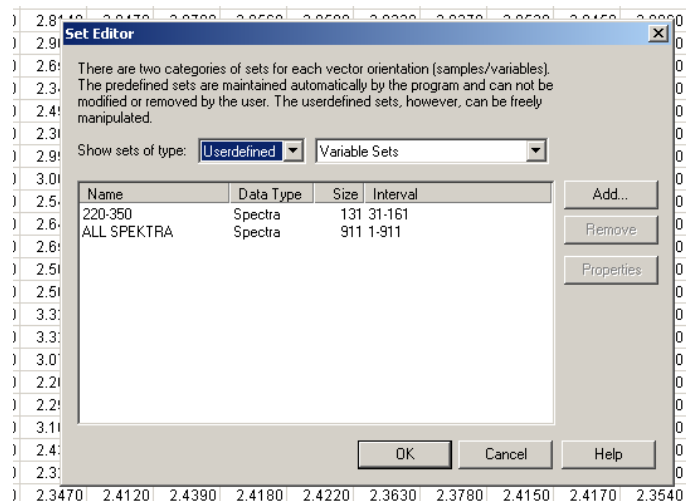 Set Editor
There are two categories of sets for each vector orientation (samples/variables).
The predefined sets are maintained automatically by the program and can not be
modified or removed by the user. The userdefined sets, however, can be freely
manipulated.
Show sets of type: Userdefined Variable Sets
Name Data Type Size Interval
220-350 Spectra 131 31-161
ALL SPEKTRA Spectra 911 1-911
Add...
Remove
Properties
OK Cancel Help
2.3470 2.4120 2.4390 2.4180 2.4220 2.3630 2.3780 2.4150 2.4170 2.3540